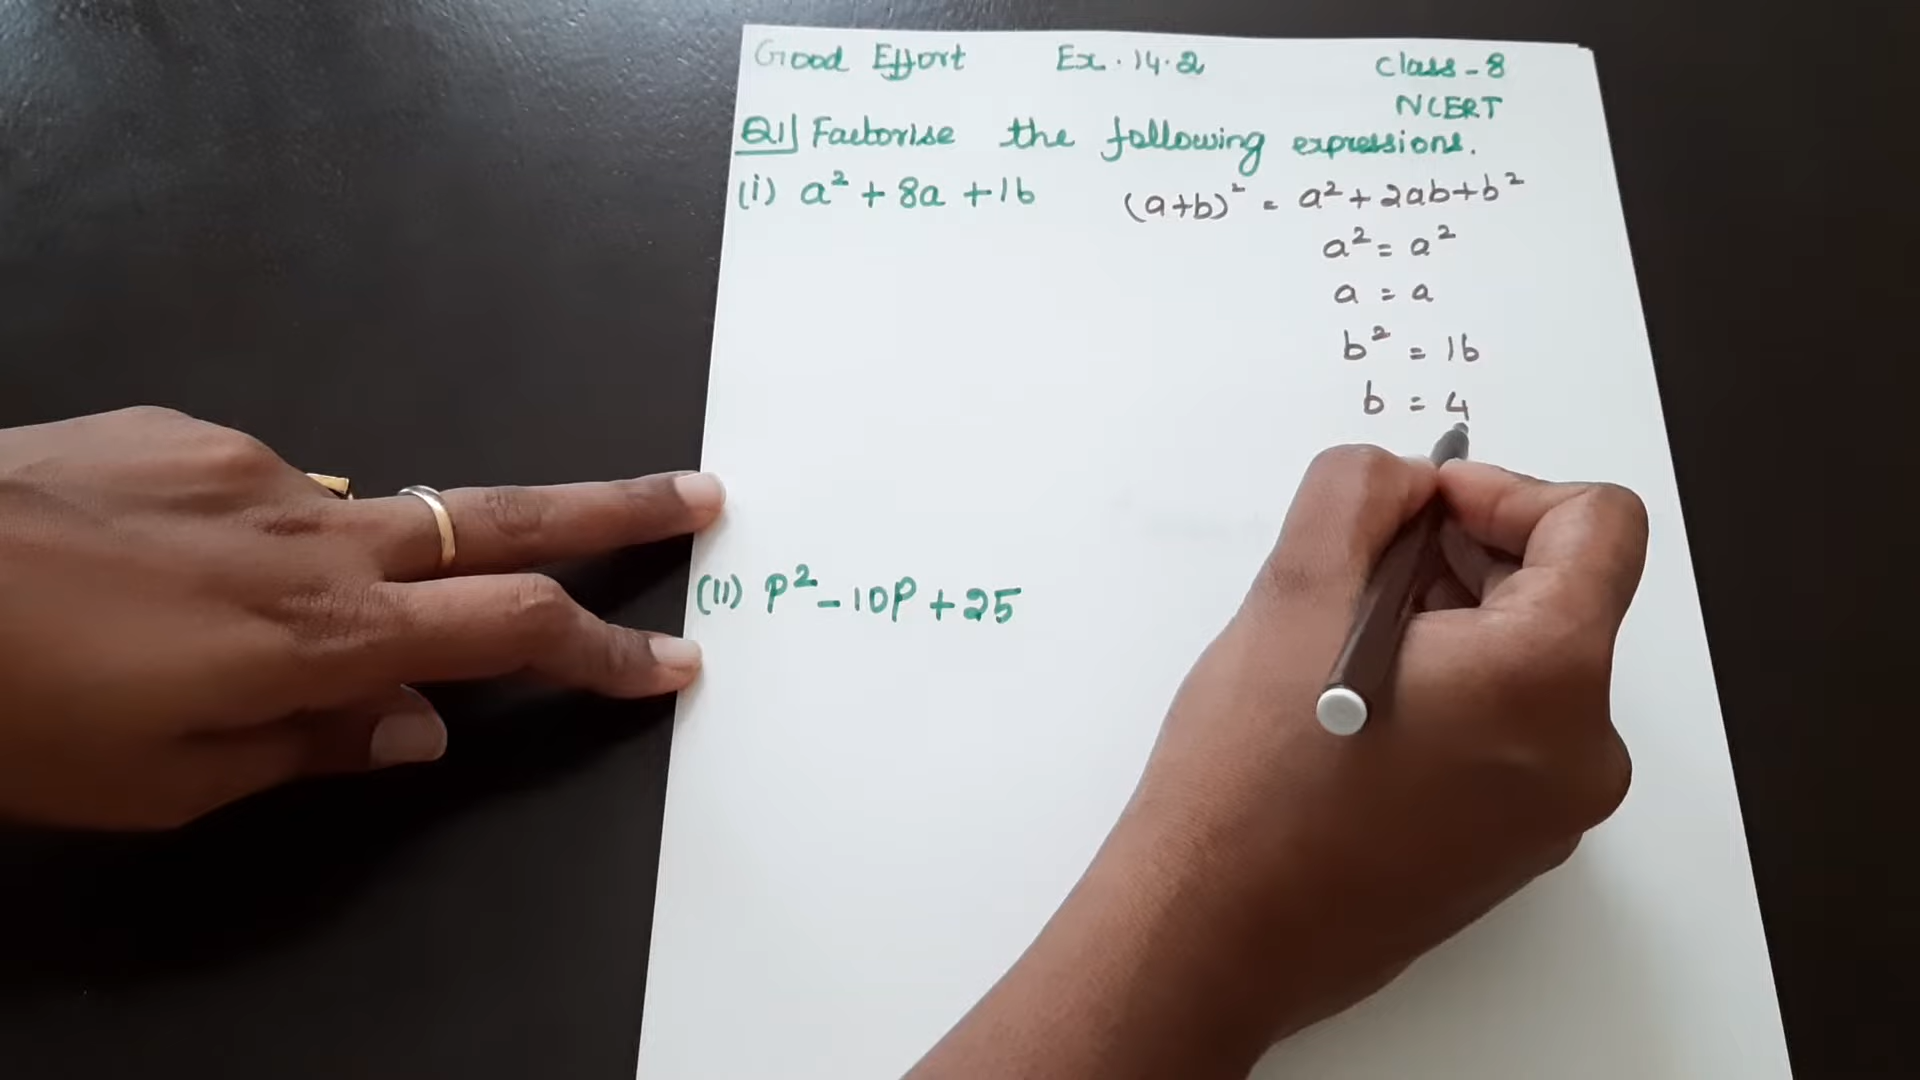 Good Effort Ex. 14.2 Class - 8
NCERT
Q1) Factorise the following expressions.
(i) a² + 8a + 16 (a+b)² = a² + 2ab + b²
a² = a²
a = a
b² = 16
b = 4
(ii) p² - 10p + 25